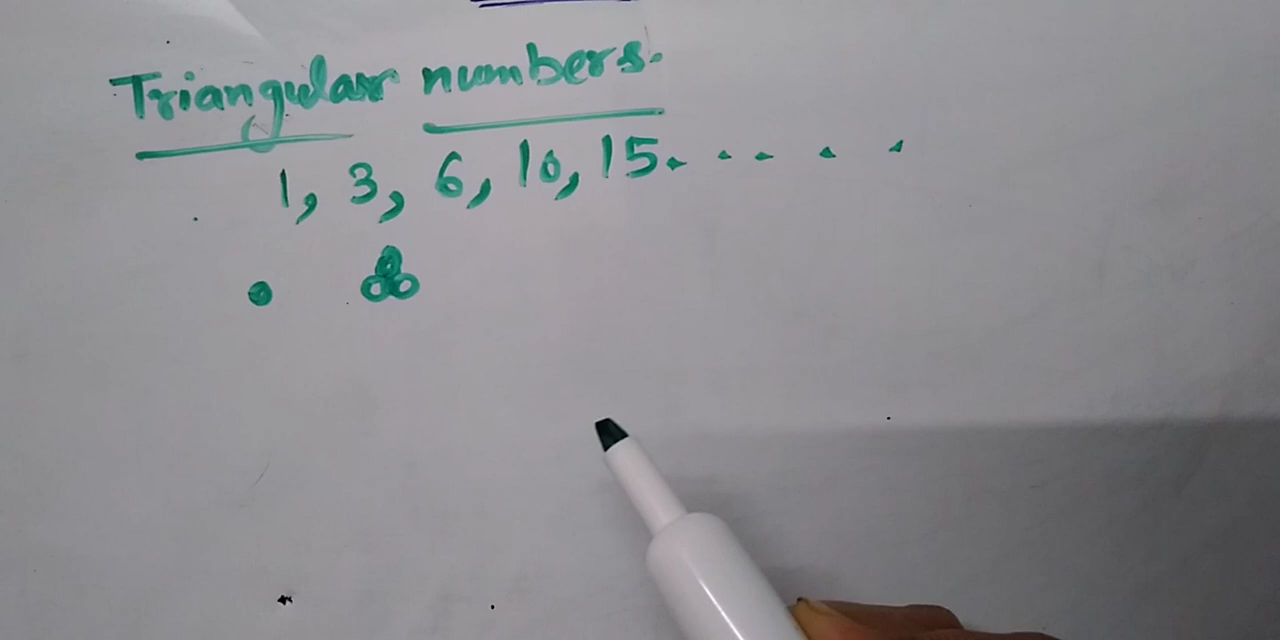 Triangular numbers.
1, 3, 6, 10, 15.....